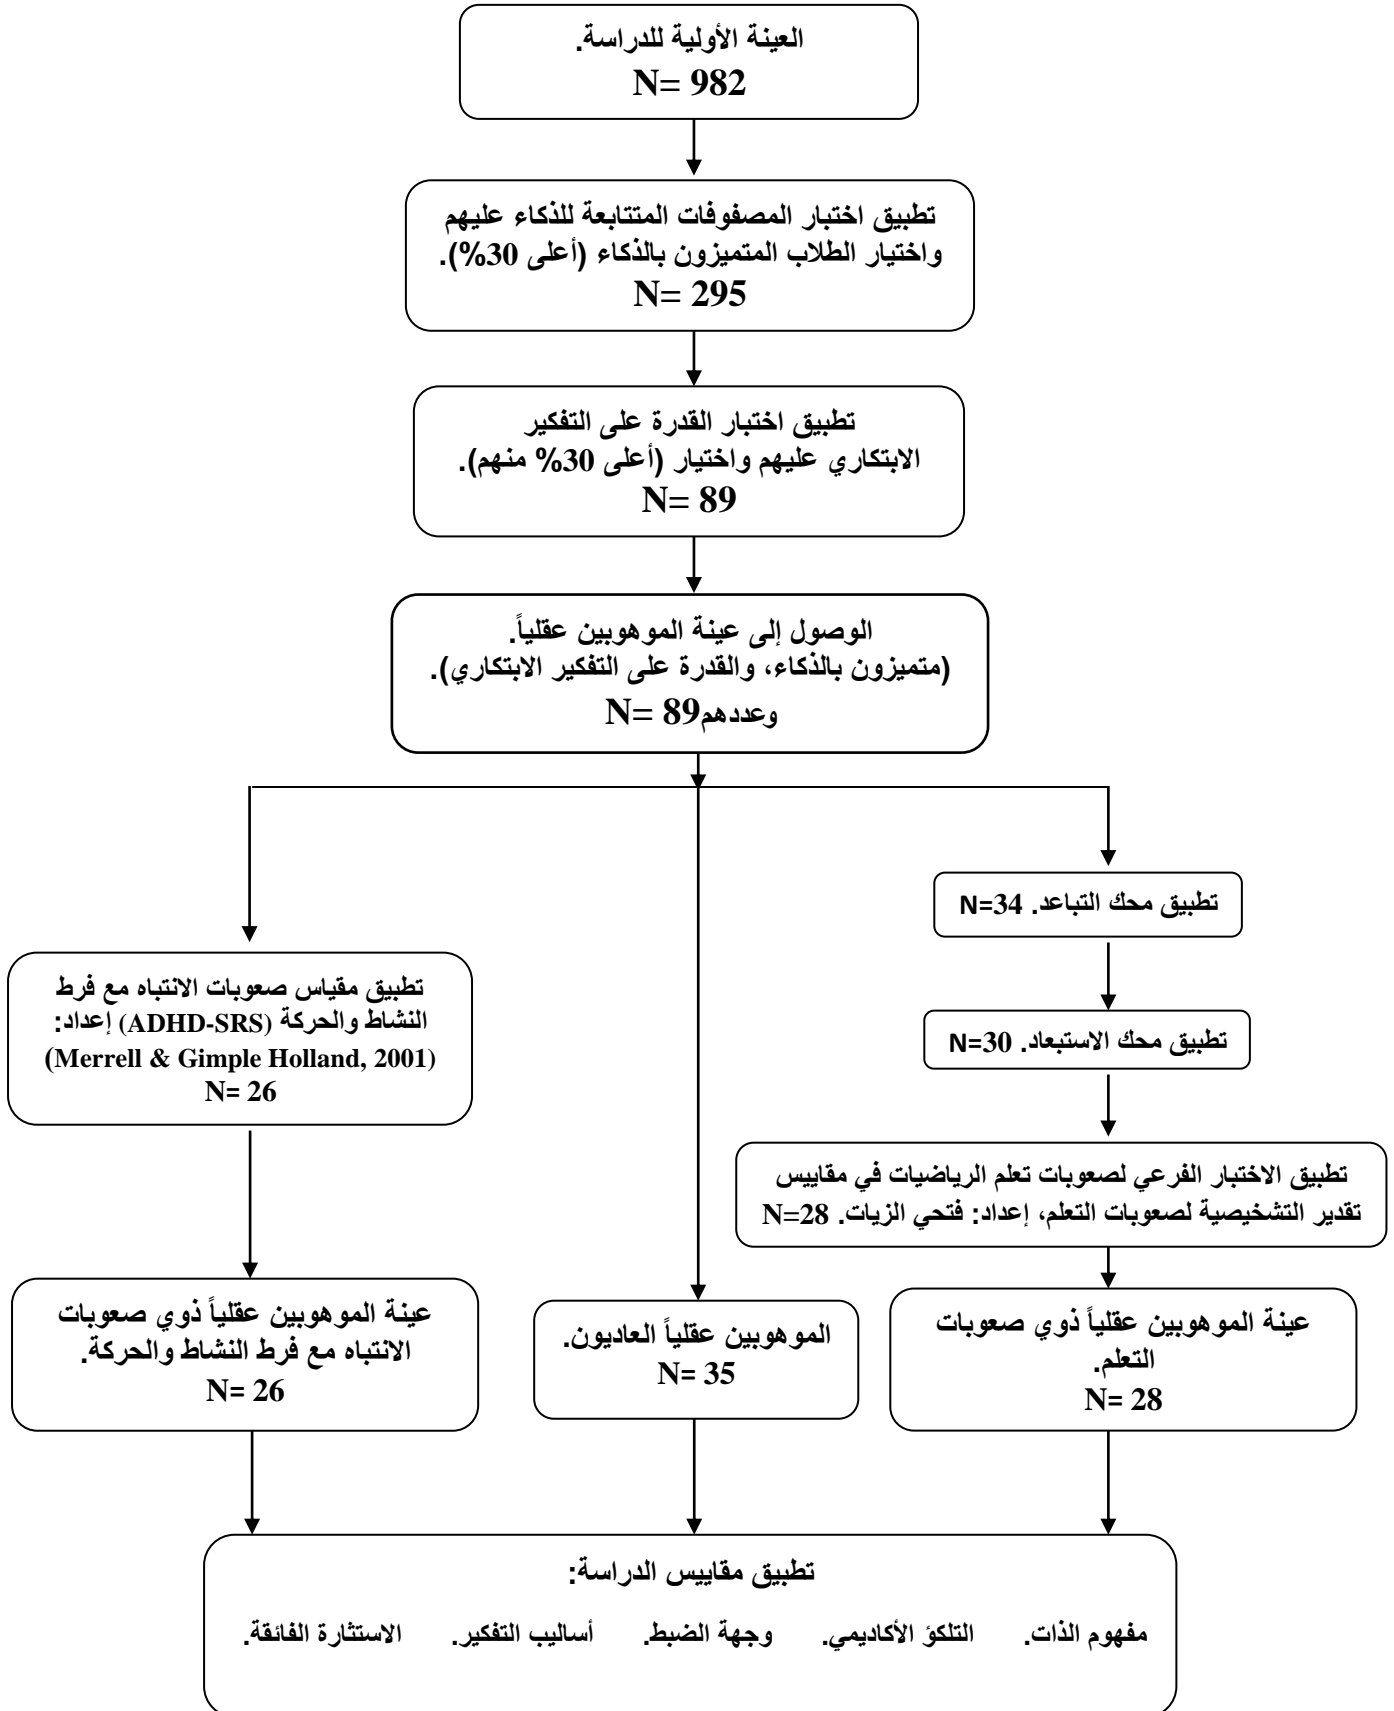 العينة الأولية للدراسة.
N= 982
تطبيق اختبار المصفوفات المتتابعة للذكاء عليهم
واختيار الطلاب المتميزون بالذكاء (أعلى 30%).
N= 295
تطبيق اختبار القدرة على التفكير
الابتكاري عليهم واختيار (أعلى 30% منهم).
N= 89
الوصول إلى عينة الموهوبين عقلياً.
(متميزون بالذكاء، والقدرة على التفكير الابتكاري).
وعددهم N= 89
تطبيق محك التباعد. N=34
تطبيق محك الاستبعاد. N=30
تطبيق الاختبار الفرعي لصعوبات تعلم الرياضيات في مقاييس
تقدير التشخيصية لصعوبات التعلم، إعداد: فتحي الزيات. N=28
عينة الموهوبين عقلياً ذوي صعوبات
التعلم.
N= 28
الموهوبين عقلياً العاديون.
N= 35
تطبيق مقياس صعوبات الانتباه مع فرط
النشاط والحركة (ADHD-SRS) إعداد:
(Merrell & Gimple Holland, 2001)
N= 26
عينة الموهوبين عقلياً ذوي صعوبات
الانتباه مع فرط النشاط والحركة.
N= 26
تطبيق مقاييس الدراسة:
مفهوم الذات. التلكؤ الأكاديمي. وجهة الضبط. أساليب التفكير. الاستثارة الفائقة.